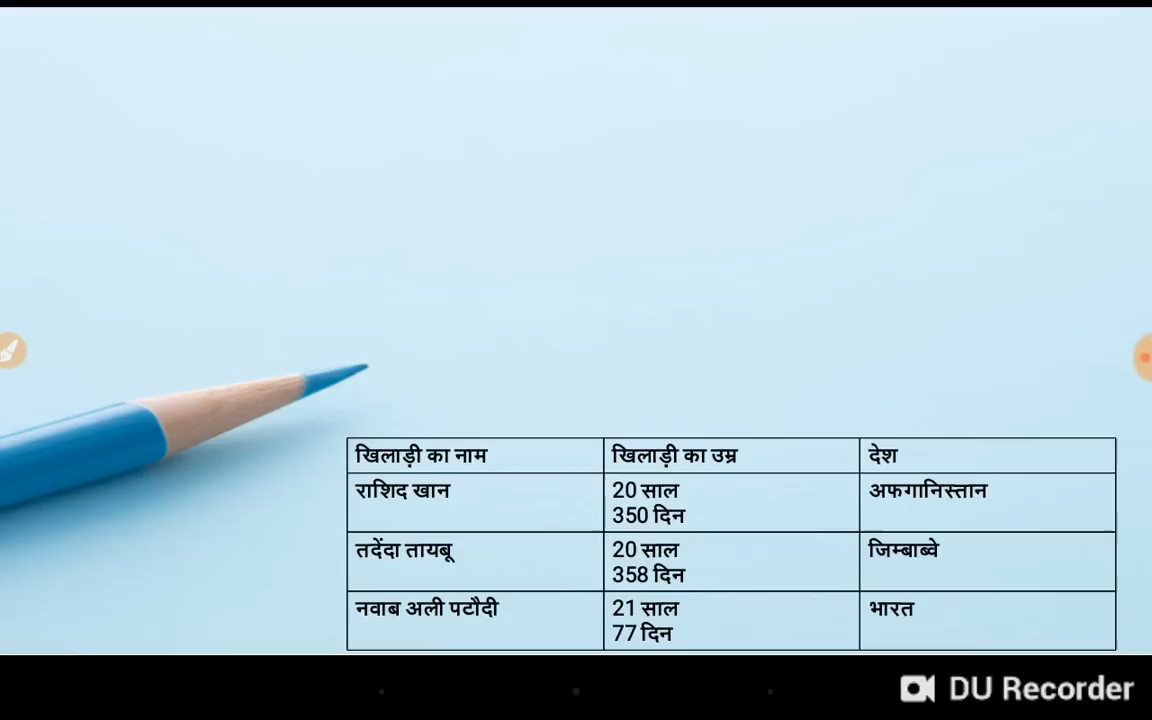 खिलाड़ी का नाम खिलाड़ी का उम्र देश
राशिद खान 20 साल अफगानिस्तान
350 दिन
तदेंदा तायबू 20 साल जिम्बाब्वे
358 दिन
नवाब अली पटौदी 21 साल भारत
77 दिन
DU Recorder